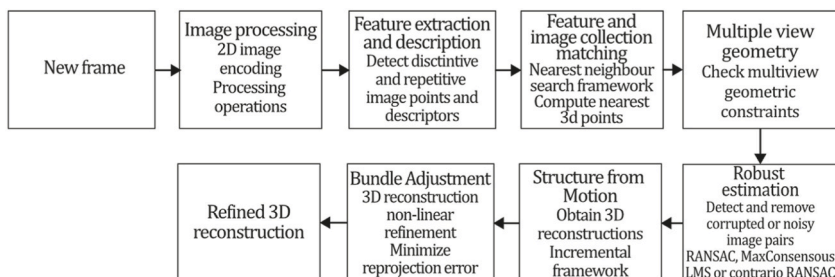 New frame
Image processing
2D image
encoding
Processing
operations
Feature extraction
and description
Detect disctintive
and repetitive
image points and
descriptors
Feature and
image collection
matching
Nearest neighbour
search framework
Compute nearest
3d points
Multiple view
geometry
Check multiview
geometric
constraints
Robust
estimation
Detect and remove
corrupted or noisy
image pairs
RANSAC, MaxConsensous
LMS or contrario RANSAC
Structure from
Motion
Obtain 3D
reconstructions
Incremental
framework
Bundle Adjustment
3D reconstruction
non-linear
refinement
Minimize
reprojection error
Refined 3D
reconstruction